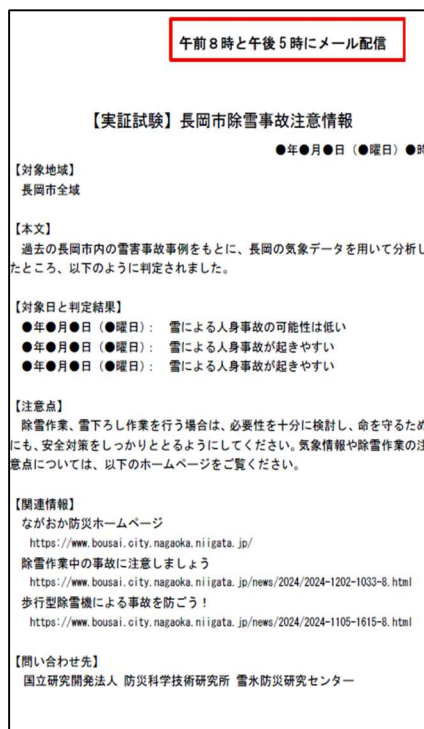 午前8時と午後5時にメール配信
【実証試験】長岡市除雪事故注意情報
●年●月●日（●曜日）●時
【対象地域】
長岡市全域
【本文】
過去の長岡市内の雪害事故事例をもとに、長岡の気象データを用いて分析し
たところ、以下のように判定されました。
【対象日と判定結果】
●年●月●日（●曜日）： 雪による人身事故の可能性は低い
●年●月●日（●曜日）： 雪による人身事故が起きやすい
●年●月●日（●曜日）： 雪による人身事故が起きやすい
【注意点】
除雪作業、雪下ろし作業を行う場合は、必要性を十分に検討し、命を守るため
にも、安全対策をしっかりととるようにしてください。気象情報や除雪作業の注
意点については、以下のホームページをご覧ください。
【関連情報】
ながおか防災ホームページ
https://www.bousai.city.nagaoka.niigata.jp/
除雪作業中の事故に注意しましょう
https://www.bousai.city.nagaoka.niigata.jp/news/2024/2024-1202-1033-8.html
歩行型除雪機による事故を防ごう！
https://www.bousai.city.nagaoka.niigata.jp/news/2024/2024-1105-1615-8.html
【問い合わせ先】
国立研究開発法人 防災科学技術研究所 雪氷防災研究センター